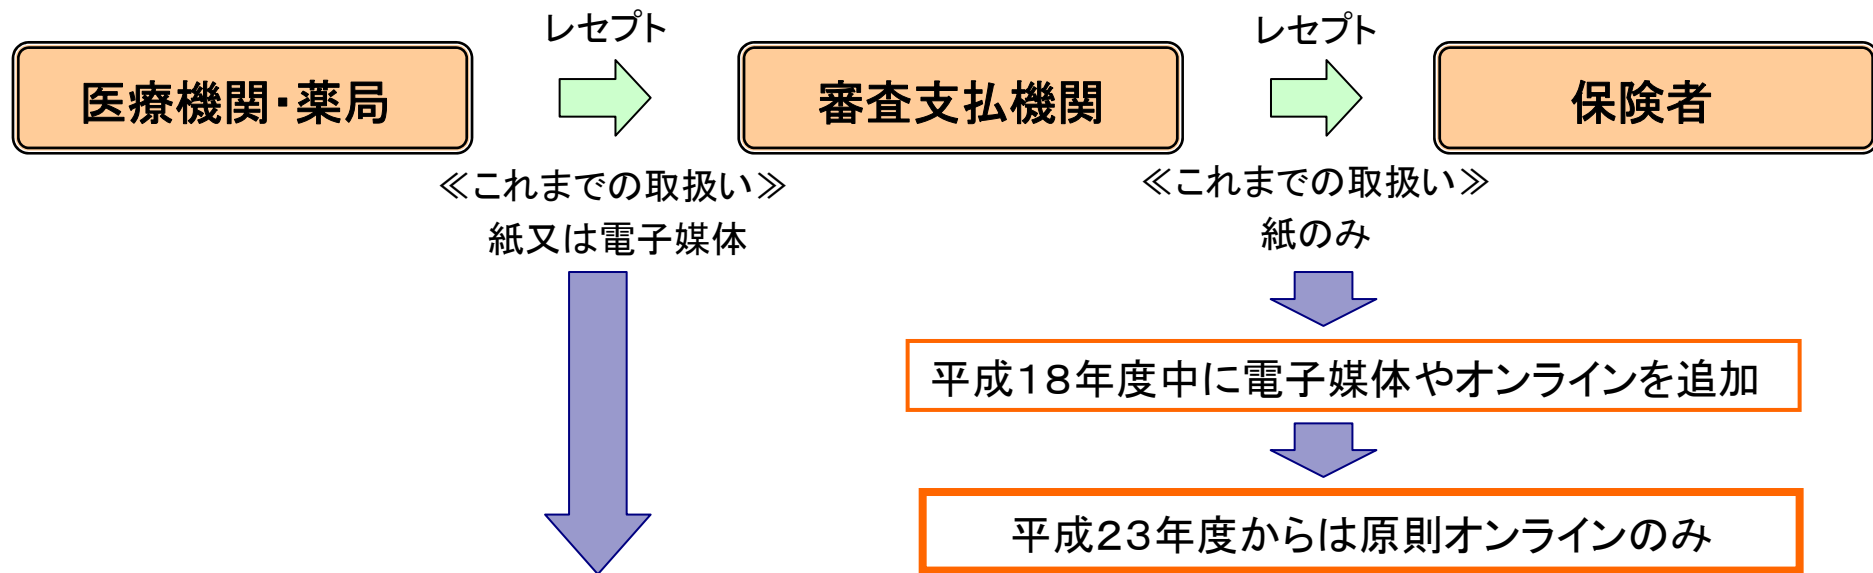 レセプト
レセプト
医療機関・薬局
審査支払機関
保険者
≪これまでの取扱い≫
紙又は電子媒体
≪これまでの取扱い≫
紙のみ
平成18年度中に電子媒体やオンラインを追加
平成23年度からは原則オンラインのみ